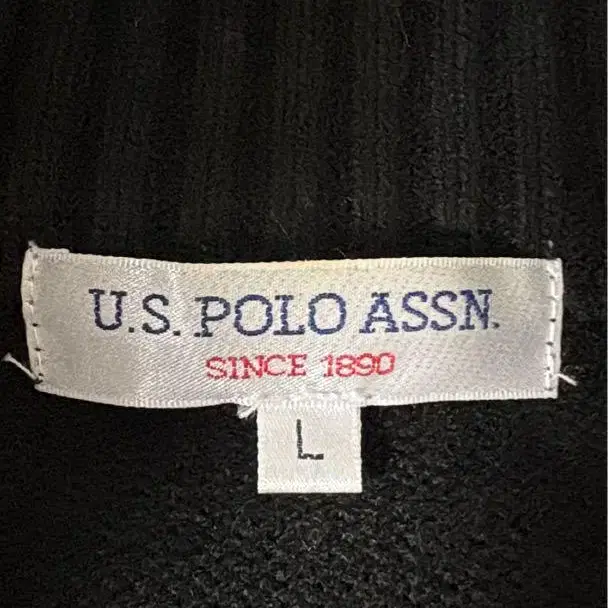 U.S. POLO ASSN.
SINCE 1890
L